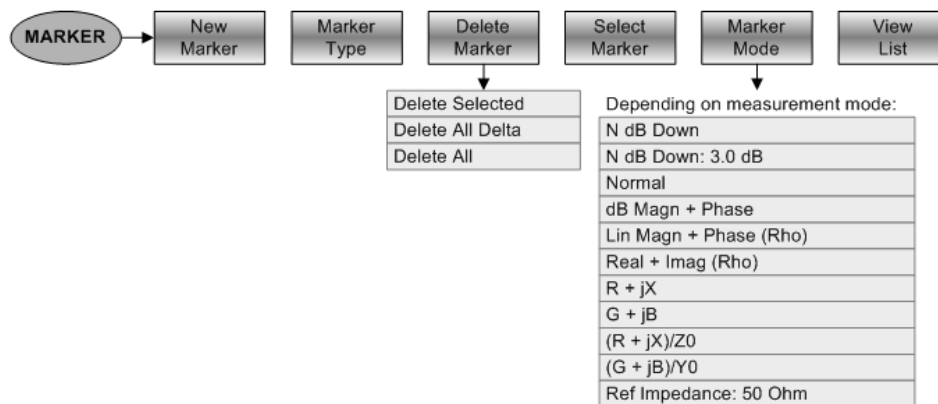 MARKER
New
Marker
Marker
Type
Delete
Marker
Select
Marker
Marker
Mode
View
List
Delete Selected
Delete All Delta
Delete All
Depending on measurement mode:
N dB Down
N dB Down: 3.0 dB
Normal
dB Magn + Phase
Lin Magn + Phase (Rho)
Real + Imag (Rho)
R + jX
G + jB
(R + jX)/Z0
(G + jB)/Y0
Ref Impedance: 50 Ohm